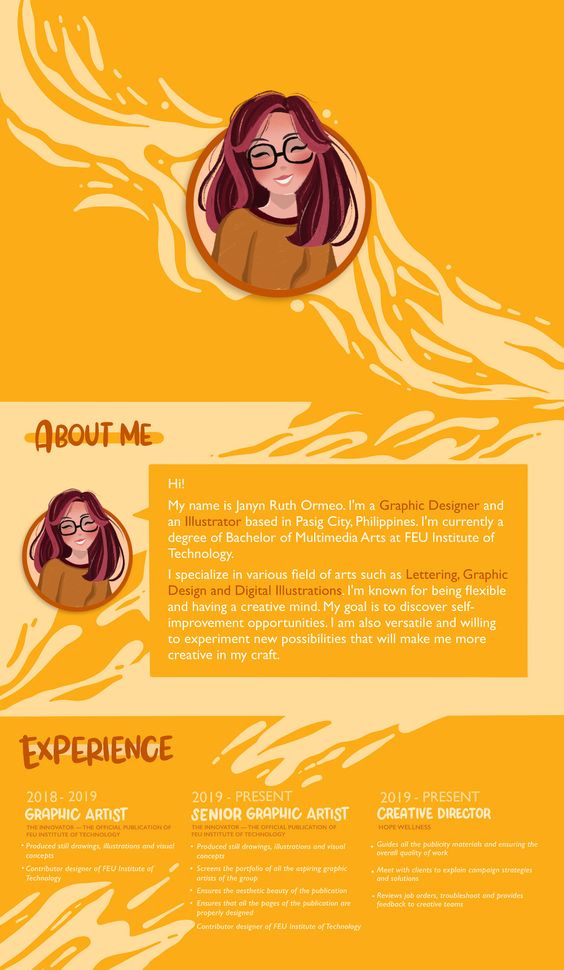 ABOUT ME
Hi!
My name is Janyn Ruth Ormeo. I'm a Graphic Designer and
an Illustrator based in Pasig City, Philippines. I'm currently a
degree of Bachelor of Multimedia Arts at FEU Institute of
Technology.
I specialize in various field of arts such as Lettering, Graphic
Design and Digital Illustrations. I'm known for being flexible
and having a creative mind. My goal is to discover self-
improvement opportunities. I am also versatile and willing
to experiment new possibilities that will make me more
creative in my craft.
EXPERIENCE
2018 - 2019
GRAPHIC ARTIST
THE INNOVATOR — THE OFFICIAL PUBLICATION OF
FEU INSTITUTE OF TECHNOLOGY
• Produced still drawings, illustrations and visual
concepts
• Contributor designer of FEU Institute of
Technology
2019 - PRESENT
SENIOR GRAPHIC ARTIST
THE INNOVATOR — THE OFFICIAL PUBLICATION OF
FEU INSTITUTE OF TECHNOLOGY
• Produced still drawings, illustrations and visual
concepts
• Screens the portfolio of all the aspiring graphic
artists of the group
• Ensures the aesthetic beauty of the publication
• Ensures that all the pages of the publication are
properly designed
Contributor designer of FEU Institute of Technology
2019 - PRESENT
CREATIVE DIRECTOR
HOPE WELLNESS
• Guides all the publicity materials and ensuring the
overall quality of work
• Meet with clients to explain campaign strategies
and solutions
• Reviews job orders, troubleshoot and provides
feedback to creative teams